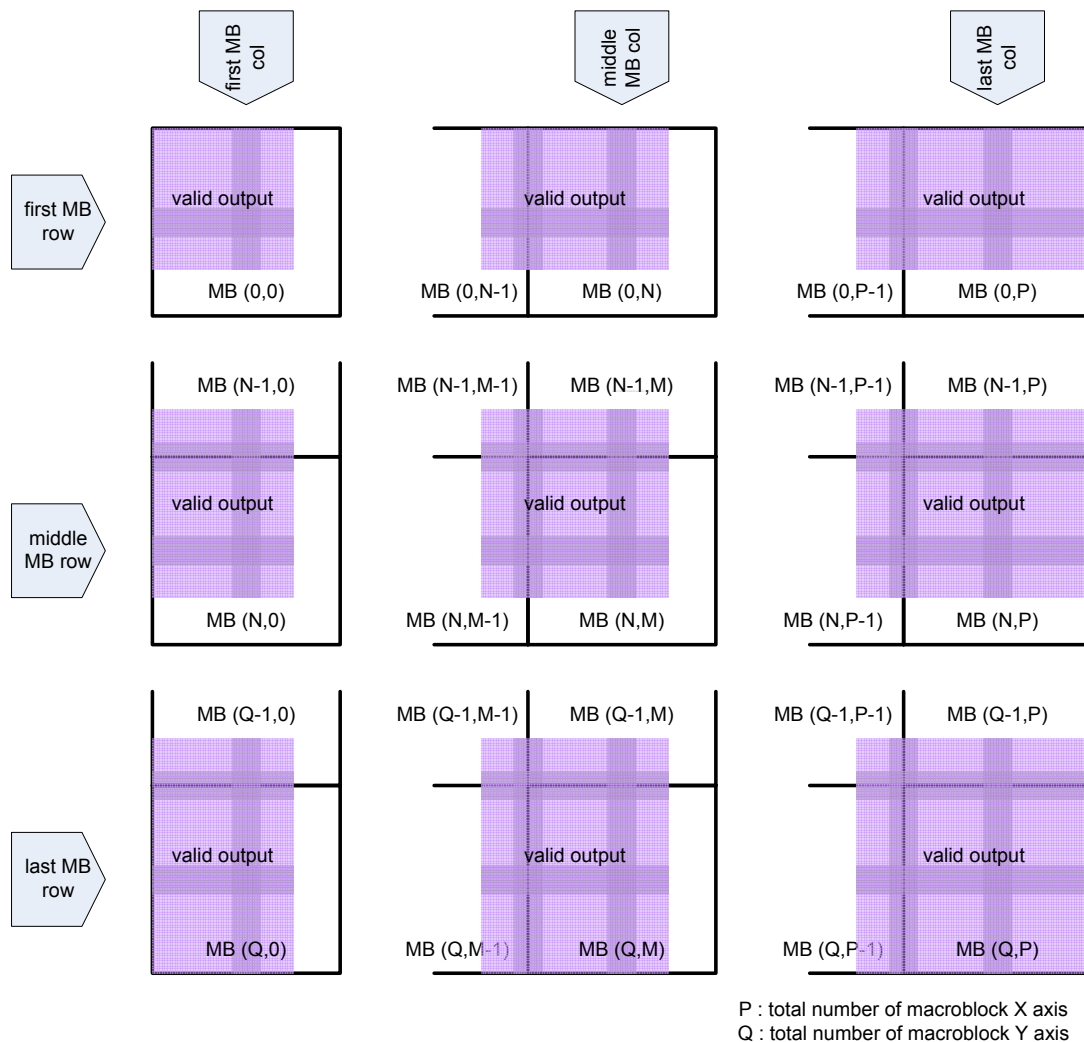 first MB
col
middle
MB col
last MB
col
first MB
row
valid output
valid output
valid output
MB (0,0)
MB (0,N-1)
MB (0,N)
MB (0,P-1)
MB (0,P)
MB (N-1,0)
MB (N-1,M-1)
MB (N-1,M)
MB (N-1,P-1)
MB (N-1,P)
middle
MB row
valid output
valid output
valid output
MB (N,0)
MB (N,M-1)
MB (N,M)
MB (N,P-1)
MB (N,P)
MB (Q-1,0)
MB (Q-1,M-1)
MB (Q-1,M)
MB (Q-1,P-1)
MB (Q-1,P)
last MB
row
valid output
valid output
valid output
MB (Q,0)
MB (Q,M-1)
MB (Q,M)
MB (Q,P-1)
MB (Q,P)
P : total number of macroblock X axis
Q : total number of macroblock Y axis